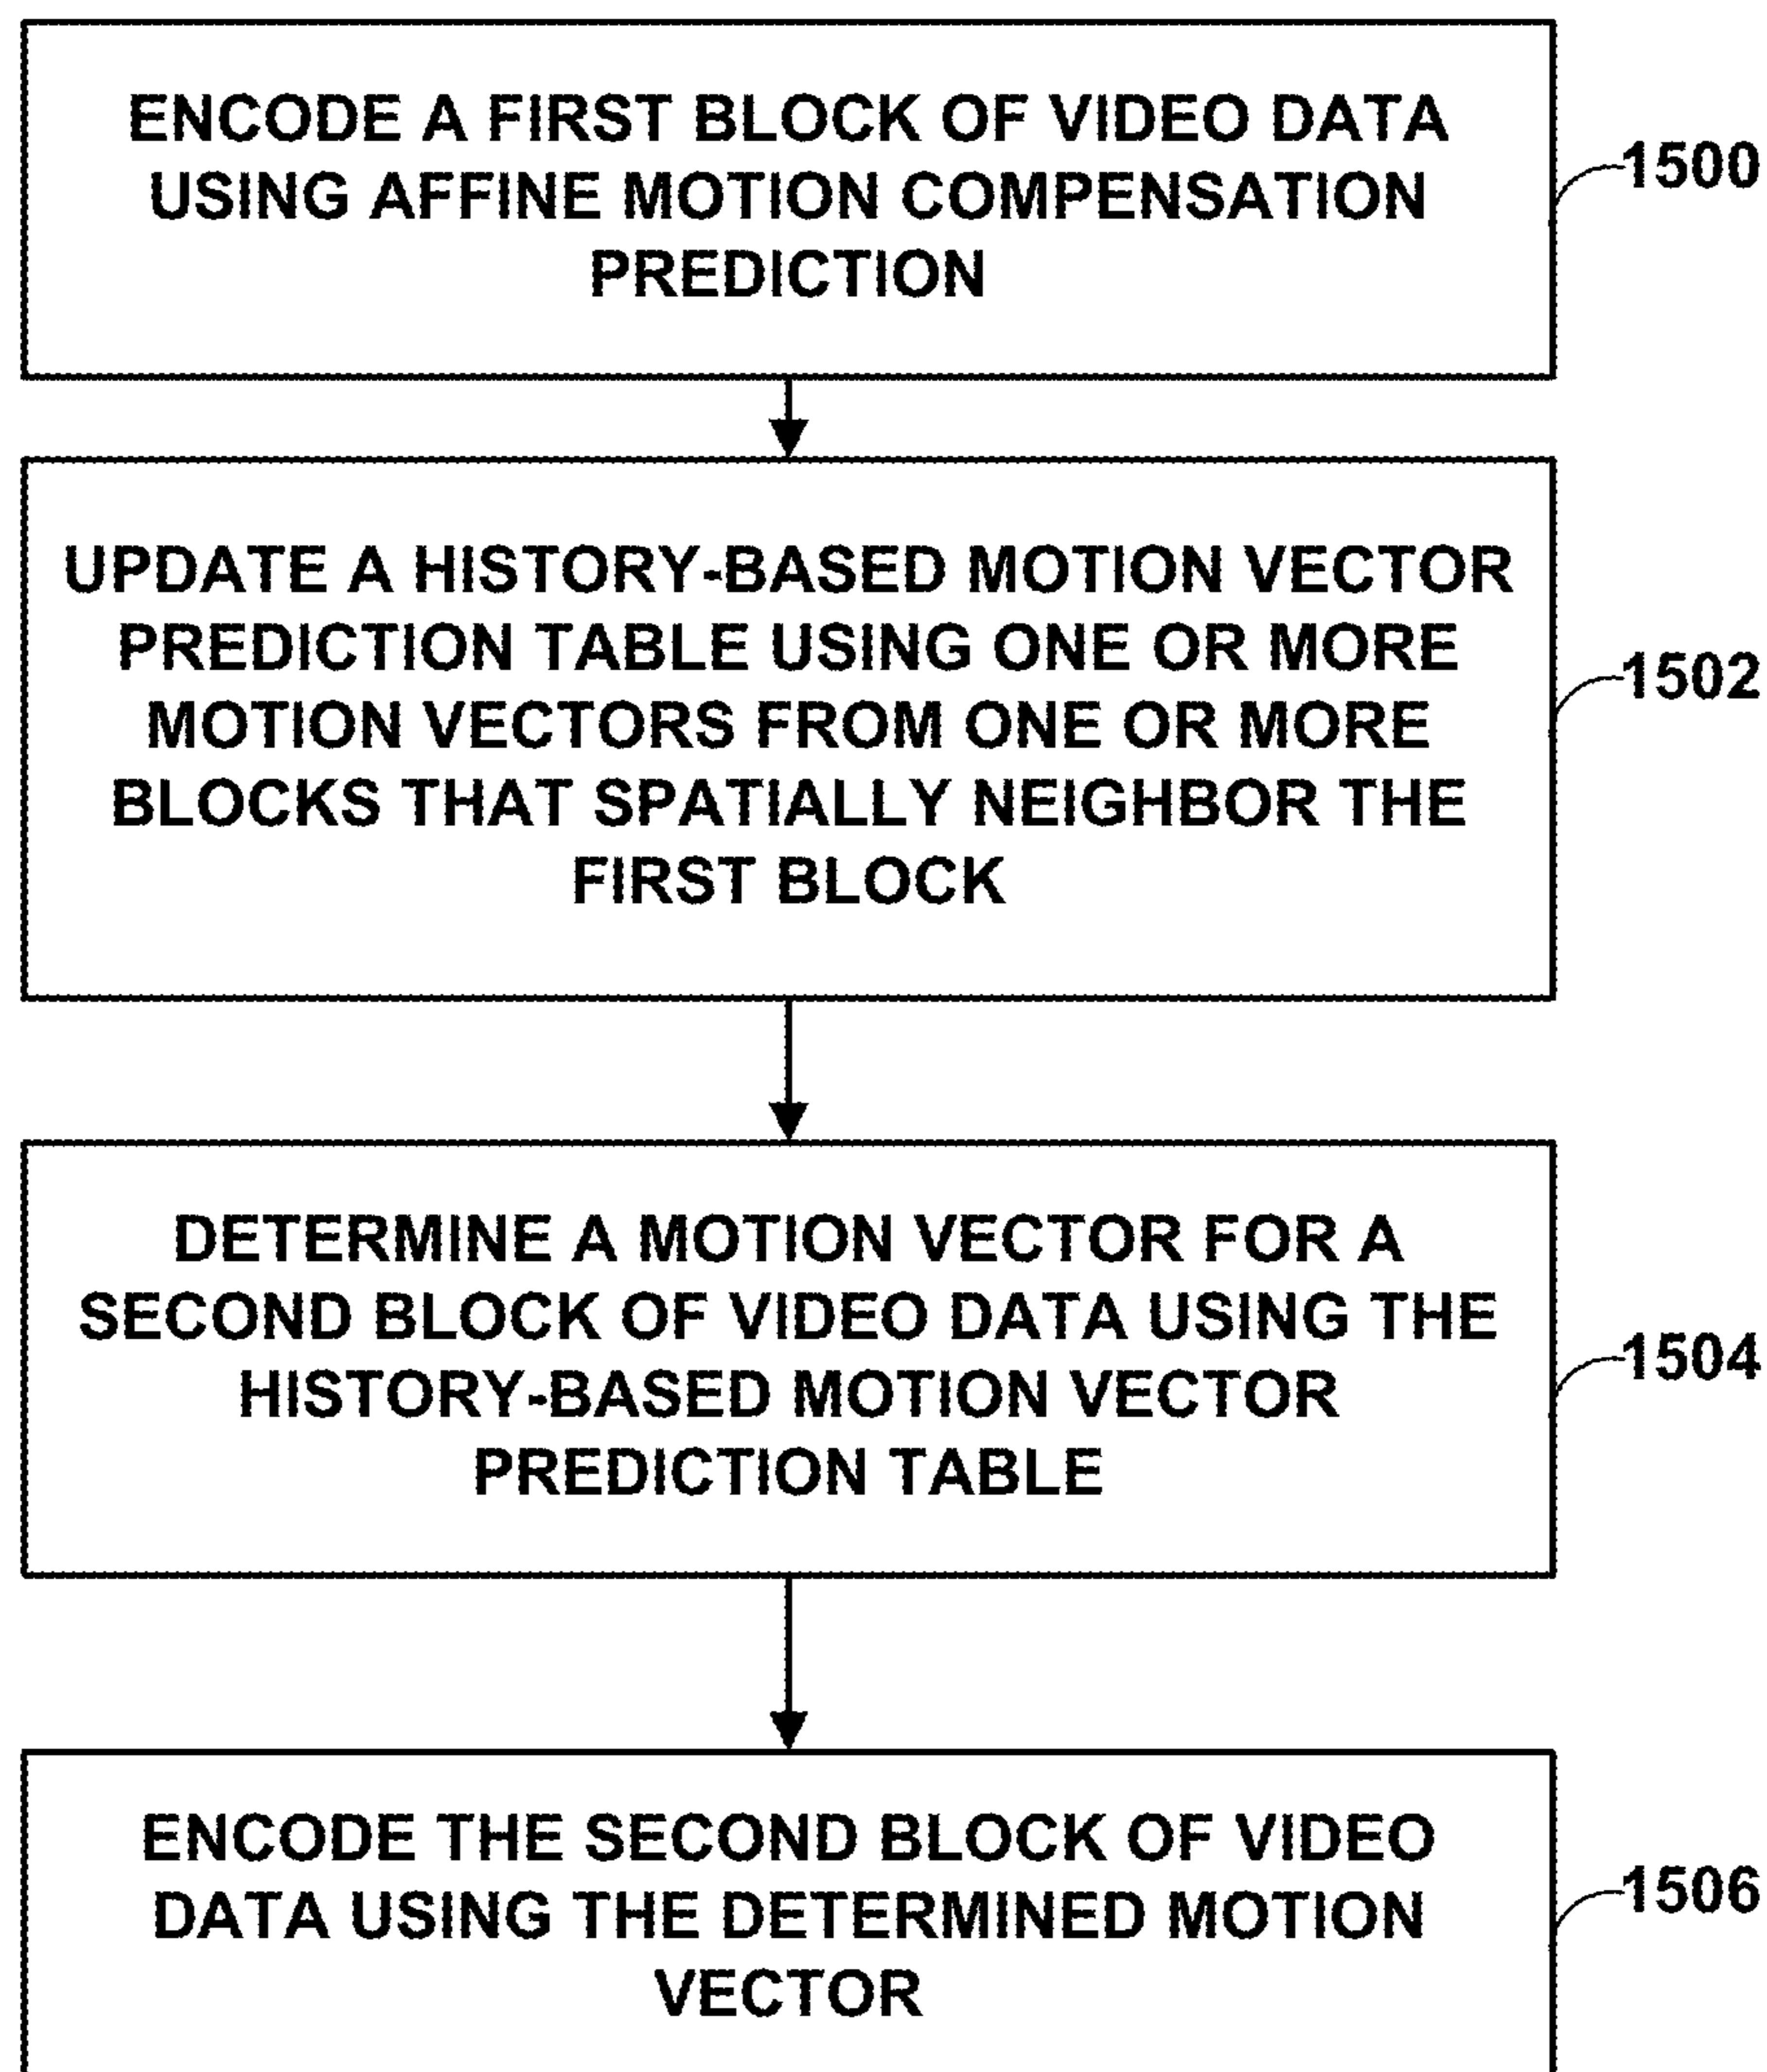 ENCODE A FIRST BLOCK OF VIDEO DATA
USING AFFINE MOTION COMPENSATION
PREDICTION
1500
UPDATE A HISTORY-BASED MOTION VECTOR
PREDICTION TABLE USING ONE OR MORE
MOTION VECTORS FROM ONE OR MORE
BLOCKS THAT SPATIALLY NEIGHBOR THE
FIRST BLOCK
1502
DETERMINE A MOTION VECTOR FOR A
SECOND BLOCK OF VIDEO DATA USING THE
HISTORY-BASED MOTION VECTOR
PREDICTION TABLE
1504
ENCODE THE SECOND BLOCK OF VIDEO
DATA USING THE DETERMINED MOTION
VECTOR
1506